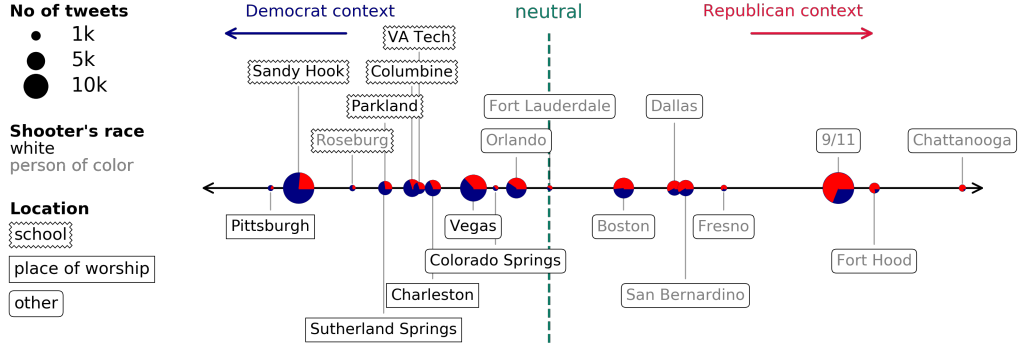 No of tweets
1k
5k
10k
Shooter's race
white
person of color
Location
school
place of worship
other
Democrat context
neutral
Republican context
VA Tech
Sandy Hook
Columbine
Parkland
Fort Lauderdale
Dallas
Roseburg
Orlando
9/11
Chattanooga
Pittsburgh
Vegas
Boston
Fresno
Colorado Springs
Fort Hood
Charleston
San Bernardino
Sutherland Springs